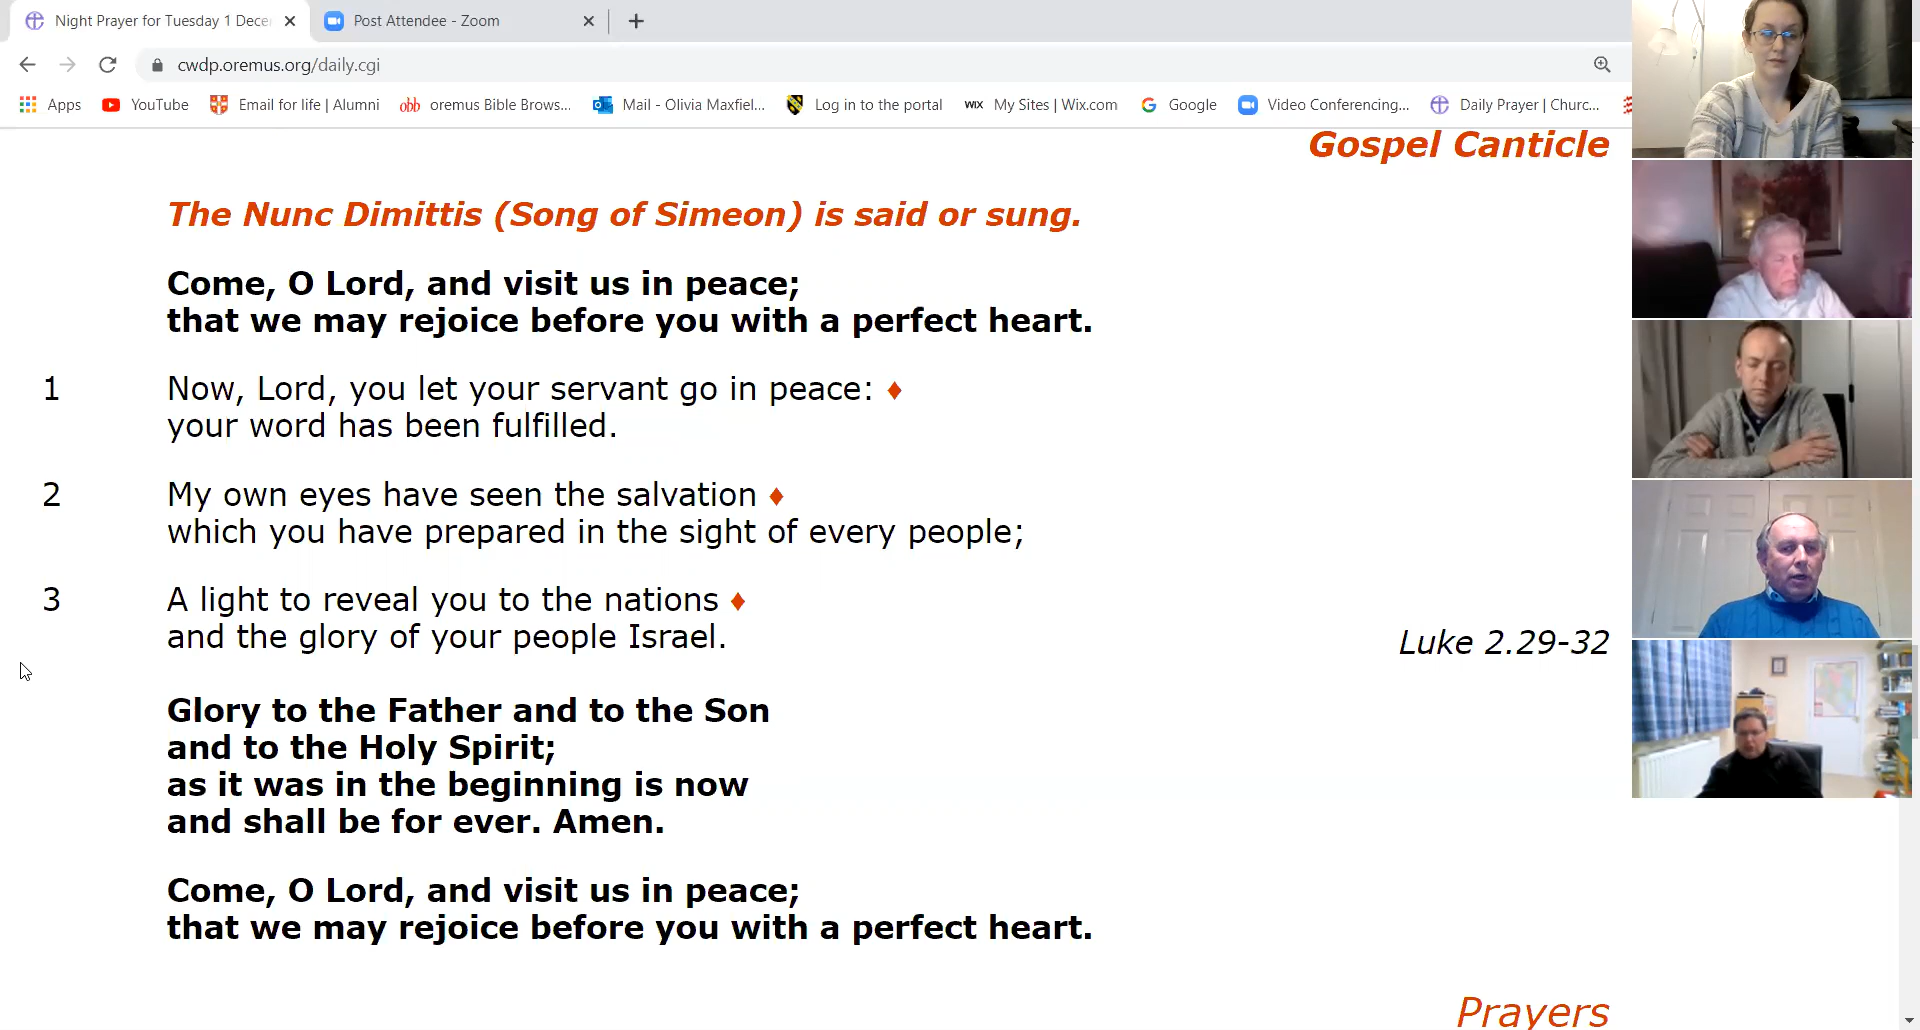 Night Prayer for Tuesday 1 Dece
Post Attendee - Zoom
cwdp.oremus.org/daily.cgi
Apps
YouTube
Email for life | Alumni
obb
oremus Bible Brows...
Mail - Olivia Maxfiel...
Log in to the portal
WIX
My Sites | Wix.com
G
Google
Video Conferencing...
Daily Prayer | Churc...
Gospel Canticle
The Nunc Dimittis (Song of Simeon) is said or sung.
Come, O Lord, and visit us in peace;
that we may rejoice before you with a perfect heart.
1 Now, Lord, you let your servant go in peace: ♦
your word has been fulfilled.
2 My own eyes have seen the salvation ♦
which you have prepared in the sight of every people;
3 A light to reveal you to the nations ♦
and the glory of your people Israel.
Luke 2.29-32
Glory to the Father and to the Son
and to the Holy Spirit;
as it was in the beginning is now
and shall be for ever. Amen.
Come, O Lord, and visit us in peace;
that we may rejoice before you with a perfect heart.
Prayers